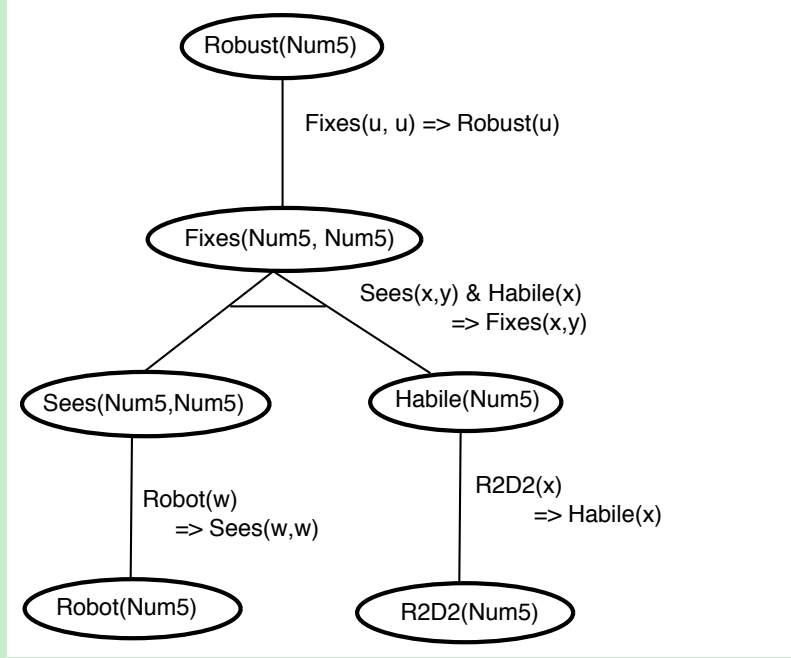 Robust(Num5)
Fixes(u, u) => Robust(u)
Fixes(Num5, Num5)
Sees(x,y) & Habile(x)
=> Fixes(x,y)
Sees(Num5,Num5)
Habile(Num5)
Robot(w)
=> Sees(w,w)
R2D2(x)
=> Habile(x)
Robot(Num5)
R2D2(Num5)